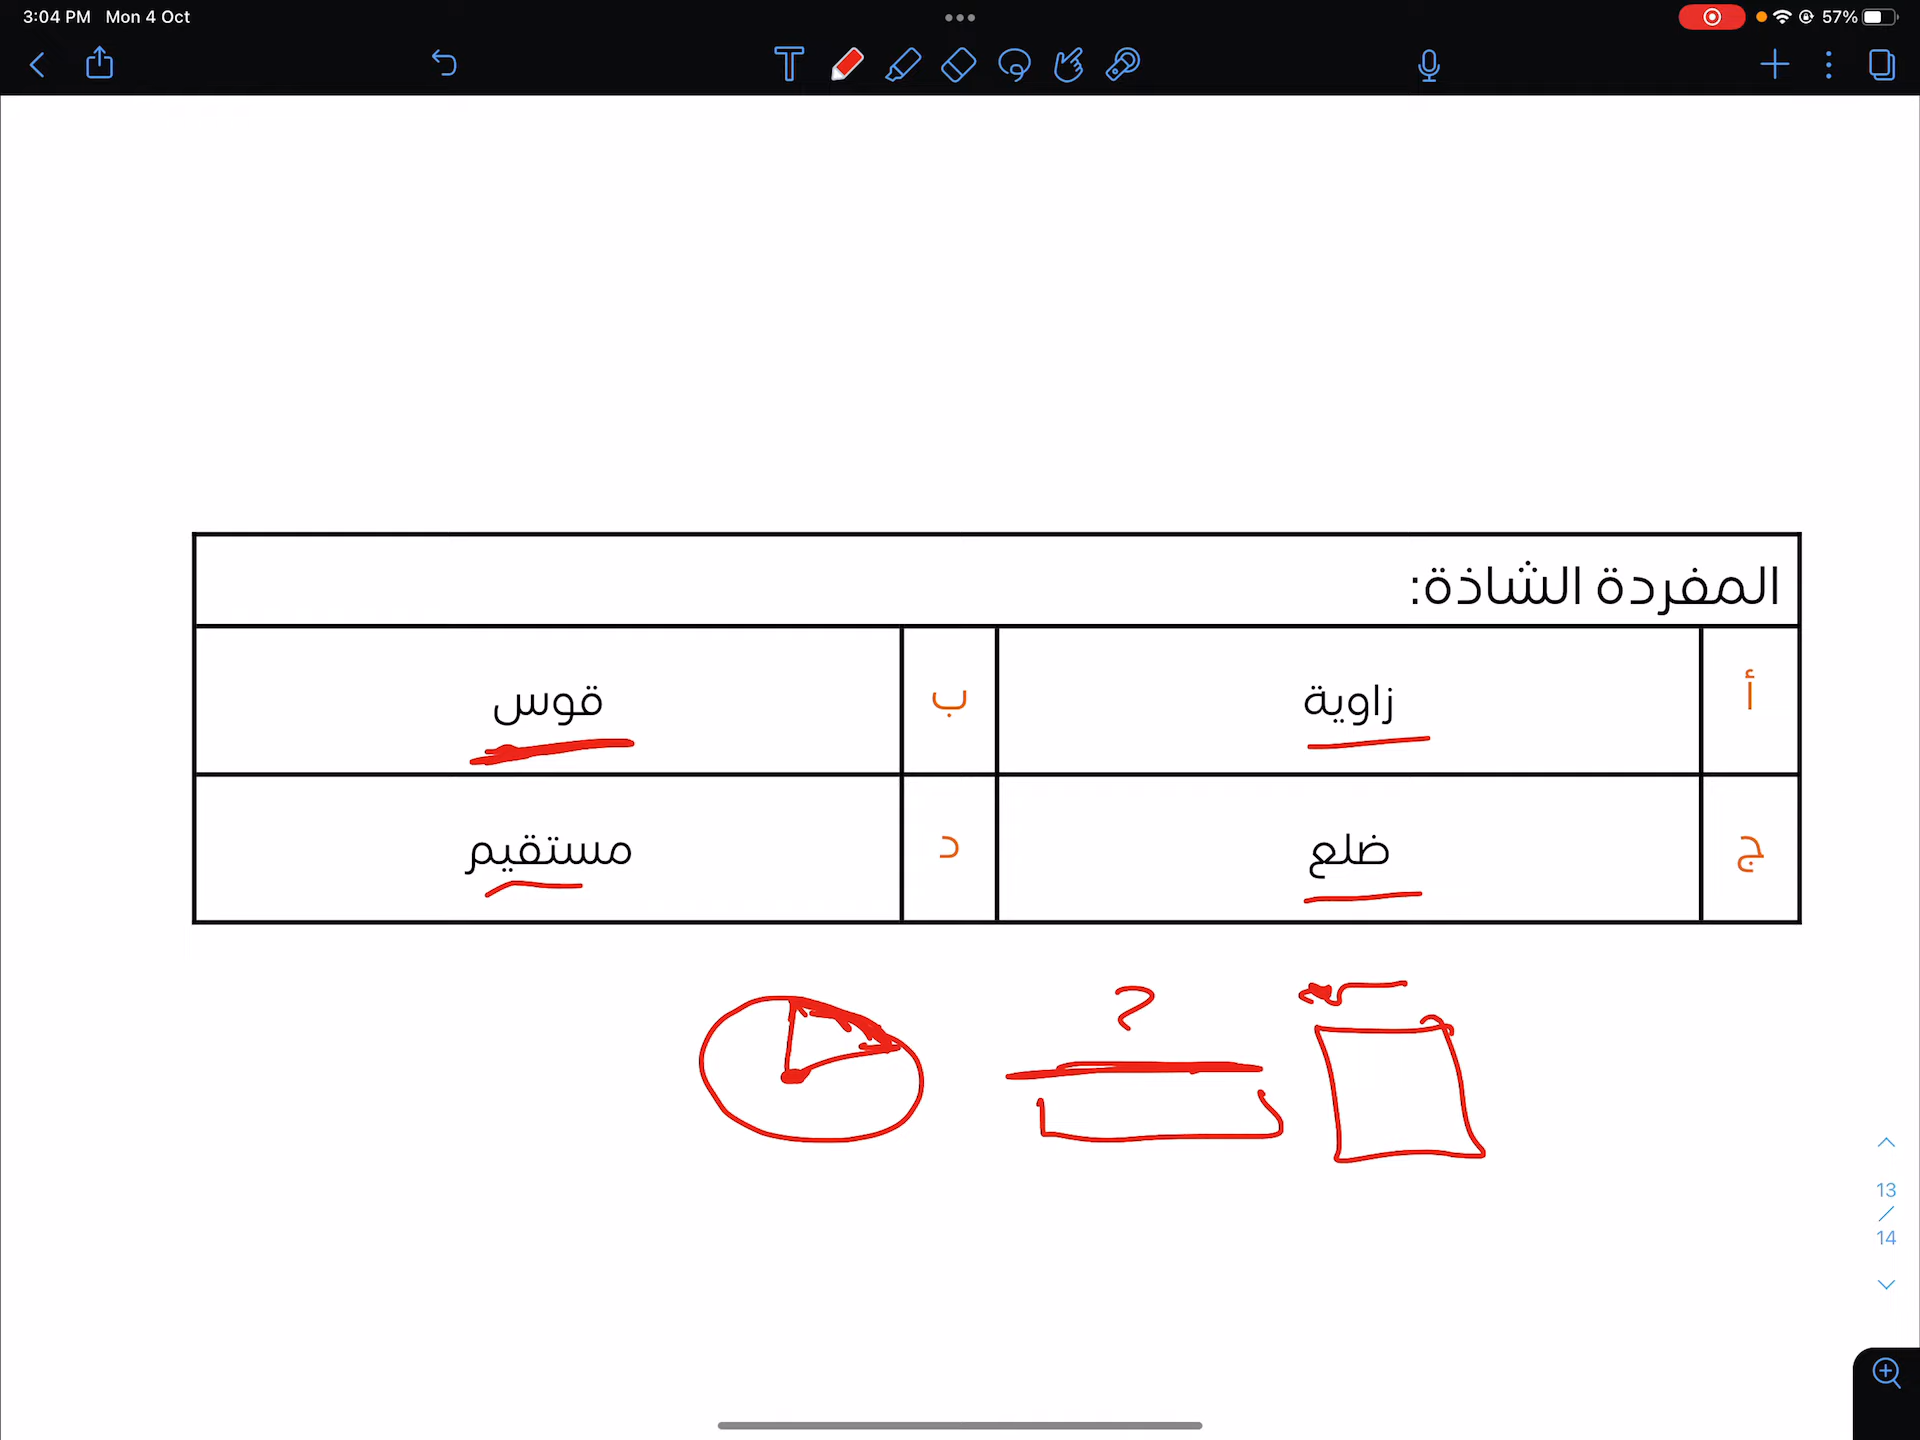 3:04 PM Mon 4 Oct
57%
المفردة الشاذة:
أ زاوية ب قوس
ج ضلع د مستقيم
?
13
/
14